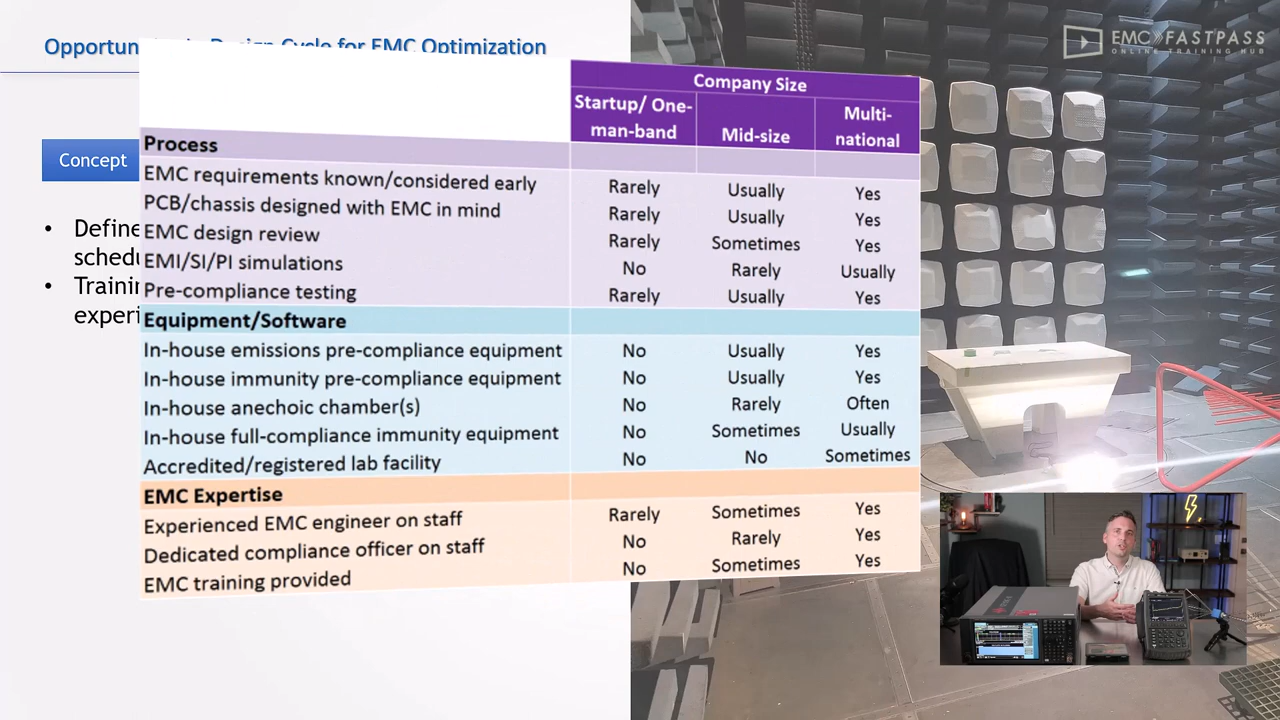 Opportun
Design Cycle for EMC Optimization
EMC FASTPASS
ONLINE TRAINING HUB
Concept
• Define
schedu
• Trainin
experi
Company Size
Startup/ One-man-band Mid-size Multi-national
Process
EMC requirements known/considered early Rarely Usually Yes
PCB/chassis designed with EMC in mind Rarely Usually Yes
EMC design review Rarely Sometimes Yes
EMI/SI/PI simulations No Rarely Usually
Pre-compliance testing Rarely Usually Yes
Equipment/Software
In-house emissions pre-compliance equipment No Usually Yes
In-house immunity pre-compliance equipment No Usually Yes
In-house anechoic chamber(s) No Rarely Often
In-house full-compliance immunity equipment No Sometimes Usually
Accredited/registered lab facility No No Sometimes
EMC Expertise
Experienced EMC engineer on staff Rarely Sometimes Yes
Dedicated compliance officer on staff No Rarely Yes
EMC training provided No Sometimes Yes